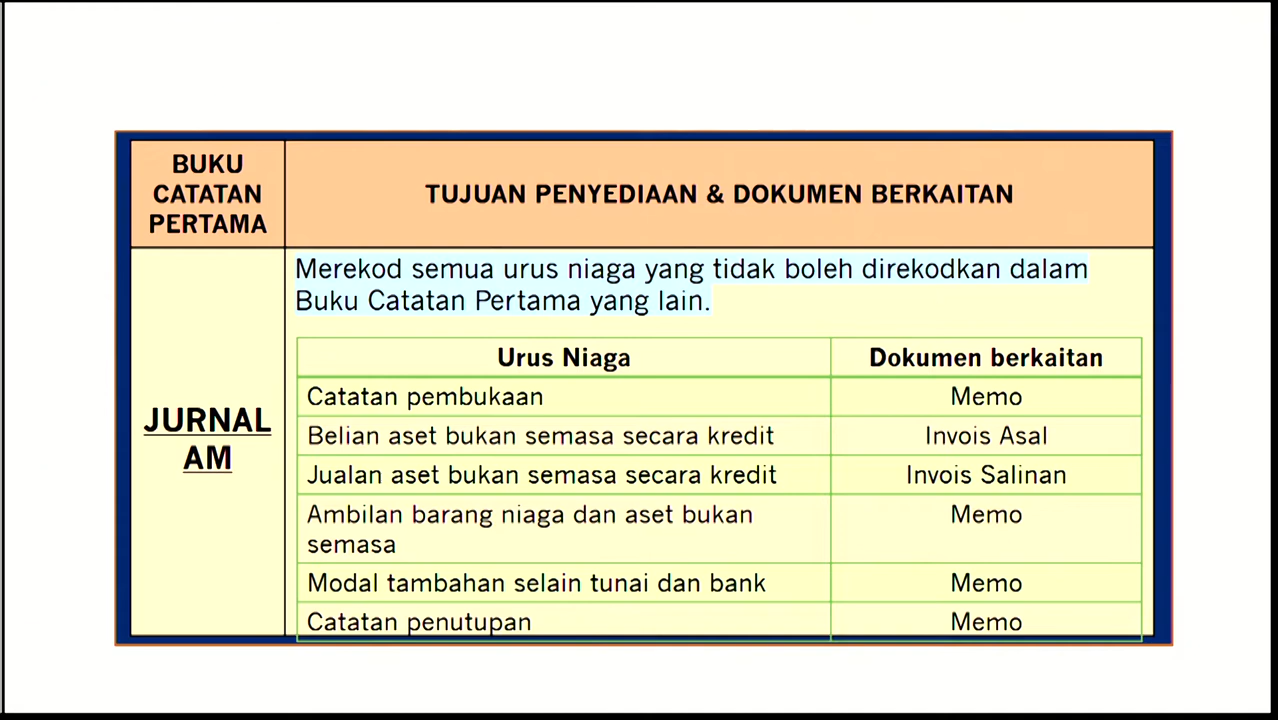 BUKU
CATATAN
PERTAMA
TUJUAN PENYEDIAAN & DOKUMEN BERKAITAN
JURNAL
AM
Merekod semua urus niaga yang tidak boleh direkodkan dalam
Buku Catatan Pertama yang lain.
Urus Niaga Dokumen berkaitan
Catatan pembukaan Memo
Belian aset bukan semasa secara kredit Invois Asal
Jualan aset bukan semasa secara kredit Invois Salinan
Ambilan barang niaga dan aset bukan Memo
semasa
Modal tambahan selain tunai dan bank Memo
Catatan penutupan Memo